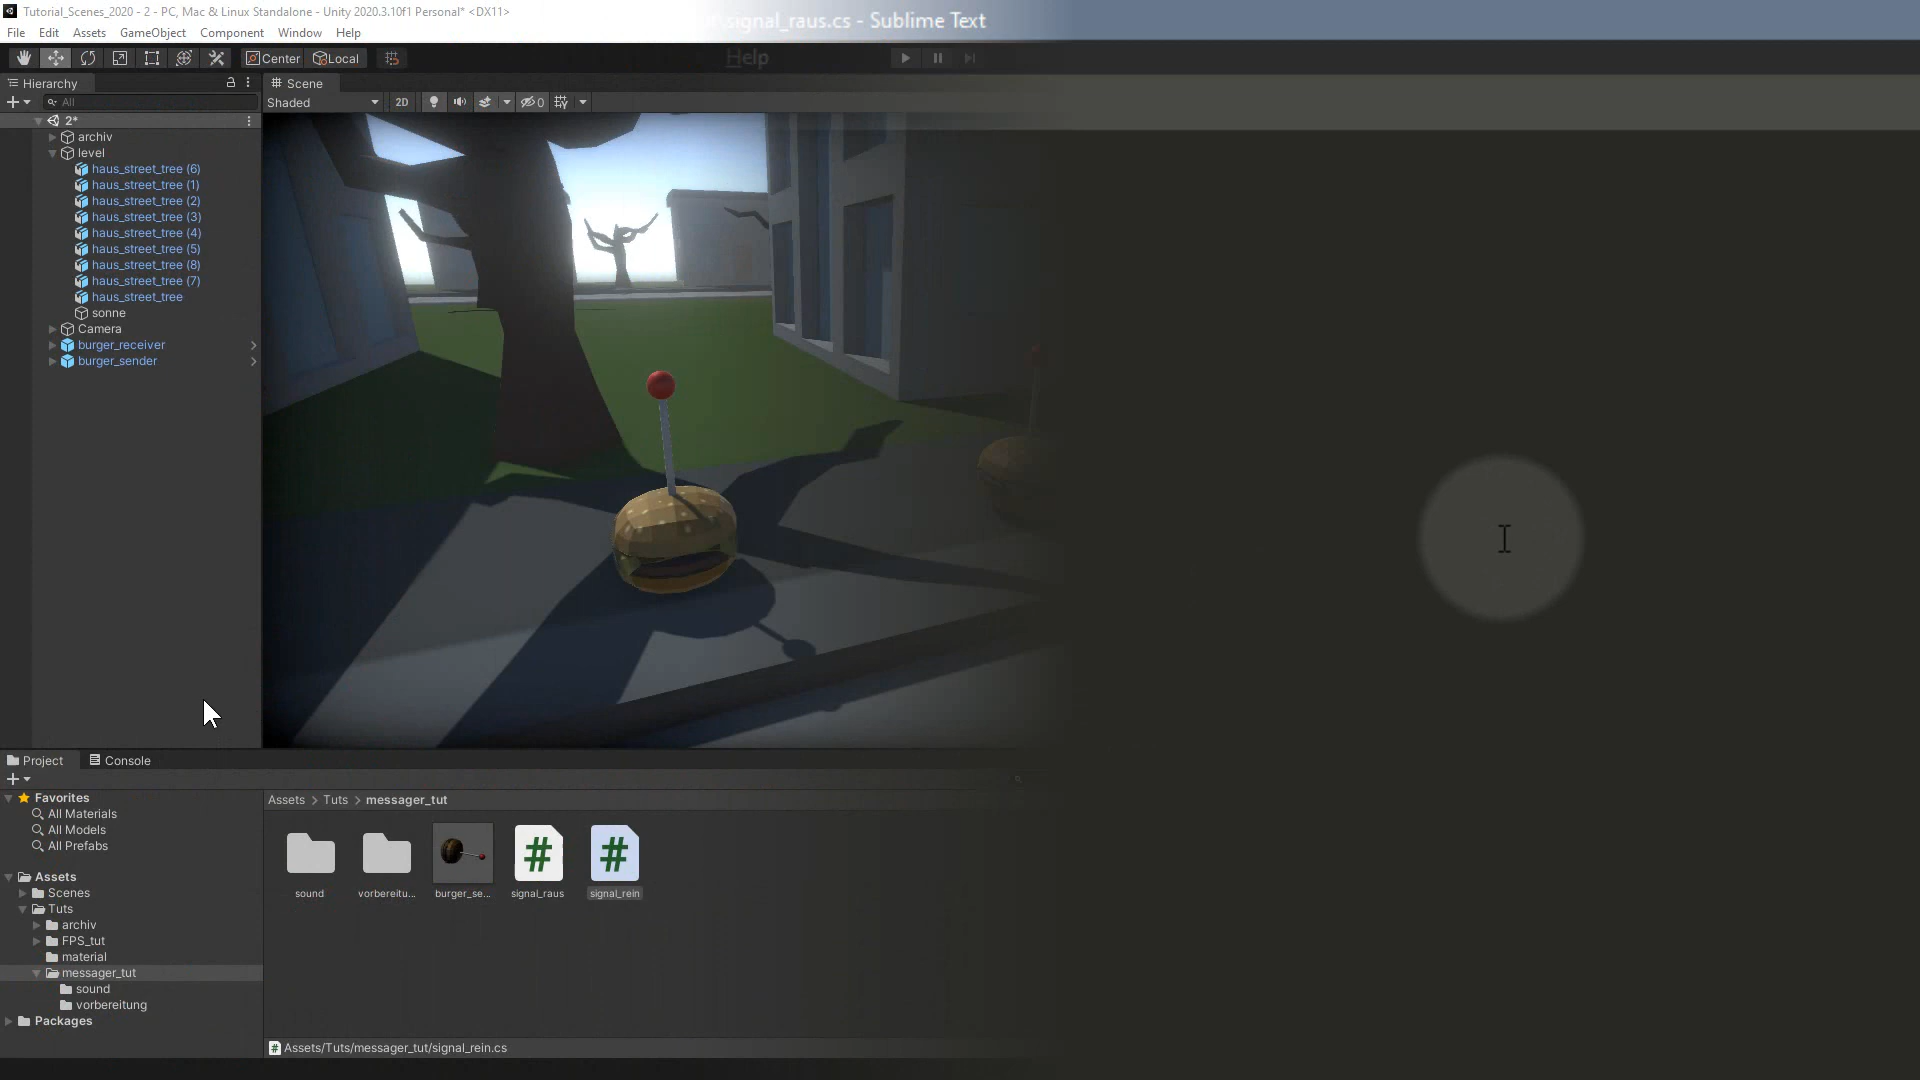 Tutorial_Scenes_2020 - 2 - PC, Mac & Linux Standalone - Unity 2020.3.10f1 Personal* <DX11>
signal_raus.cs - Sublime Text
File Edit Assets GameObject Component Window Help
Help
Center Local
Hierarchy
Scene
All
Shaded
2D
0
2*
archiv
level
haus_street_tree (6)
haus_street_tree (1)
haus_street_tree (2)
haus_street_tree (3)
haus_street_tree (4)
haus_street_tree (5)
haus_street_tree (8)
haus_street_tree (7)
haus_street_tree
sonne
Camera
burger_receiver
burger_sender
Project
Console
Favorites
All Materials
All Models
All Prefabs
Assets
Scenes
Tuts
archiv
FPS_tut
material
messager_tut
sound
vorbereitung
Packages
Assets > Tuts > messager_tut
sound
vorbereitu...
burger_se...
signal_raus
signal_rein
Assets/Tuts/messager_tut/signal_rein.cs